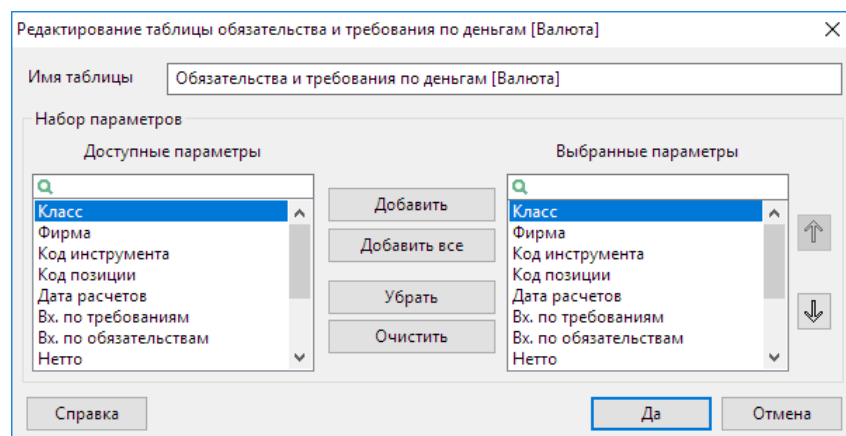 Редактирование таблицы обязательства и требования по деньгам [Валюта]
Имя таблицы
Обязательства и требования по деньгам [Валюта]
Набор параметров
Доступные параметры
Класс
Фирма
Код инструмента
Код позиции
Дата расчетов
Вх. по требованиям
Вх. по обязательствам
Нетто
Добавить
Добавить все
Убрать
Очистить
Выбранные параметры
Класс
Фирма
Код инструмента
Код позиции
Дата расчетов
Вх. по требованиям
Вх. по обязательствам
Нетто
Справка
Да
Отмена